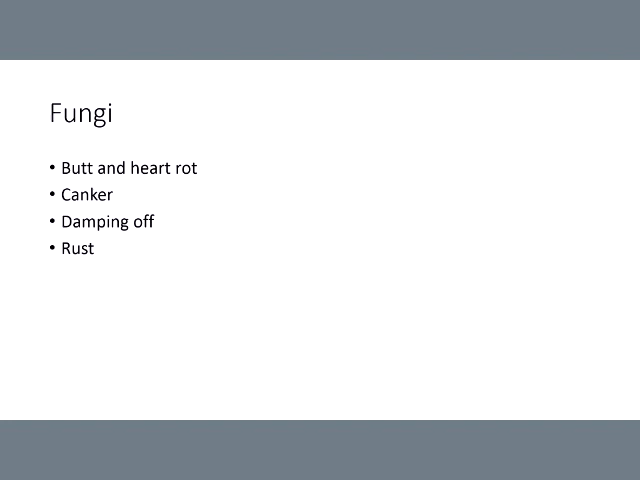 Fungi
• Butt and heart rot
• Canker
• Damping off
• Rust